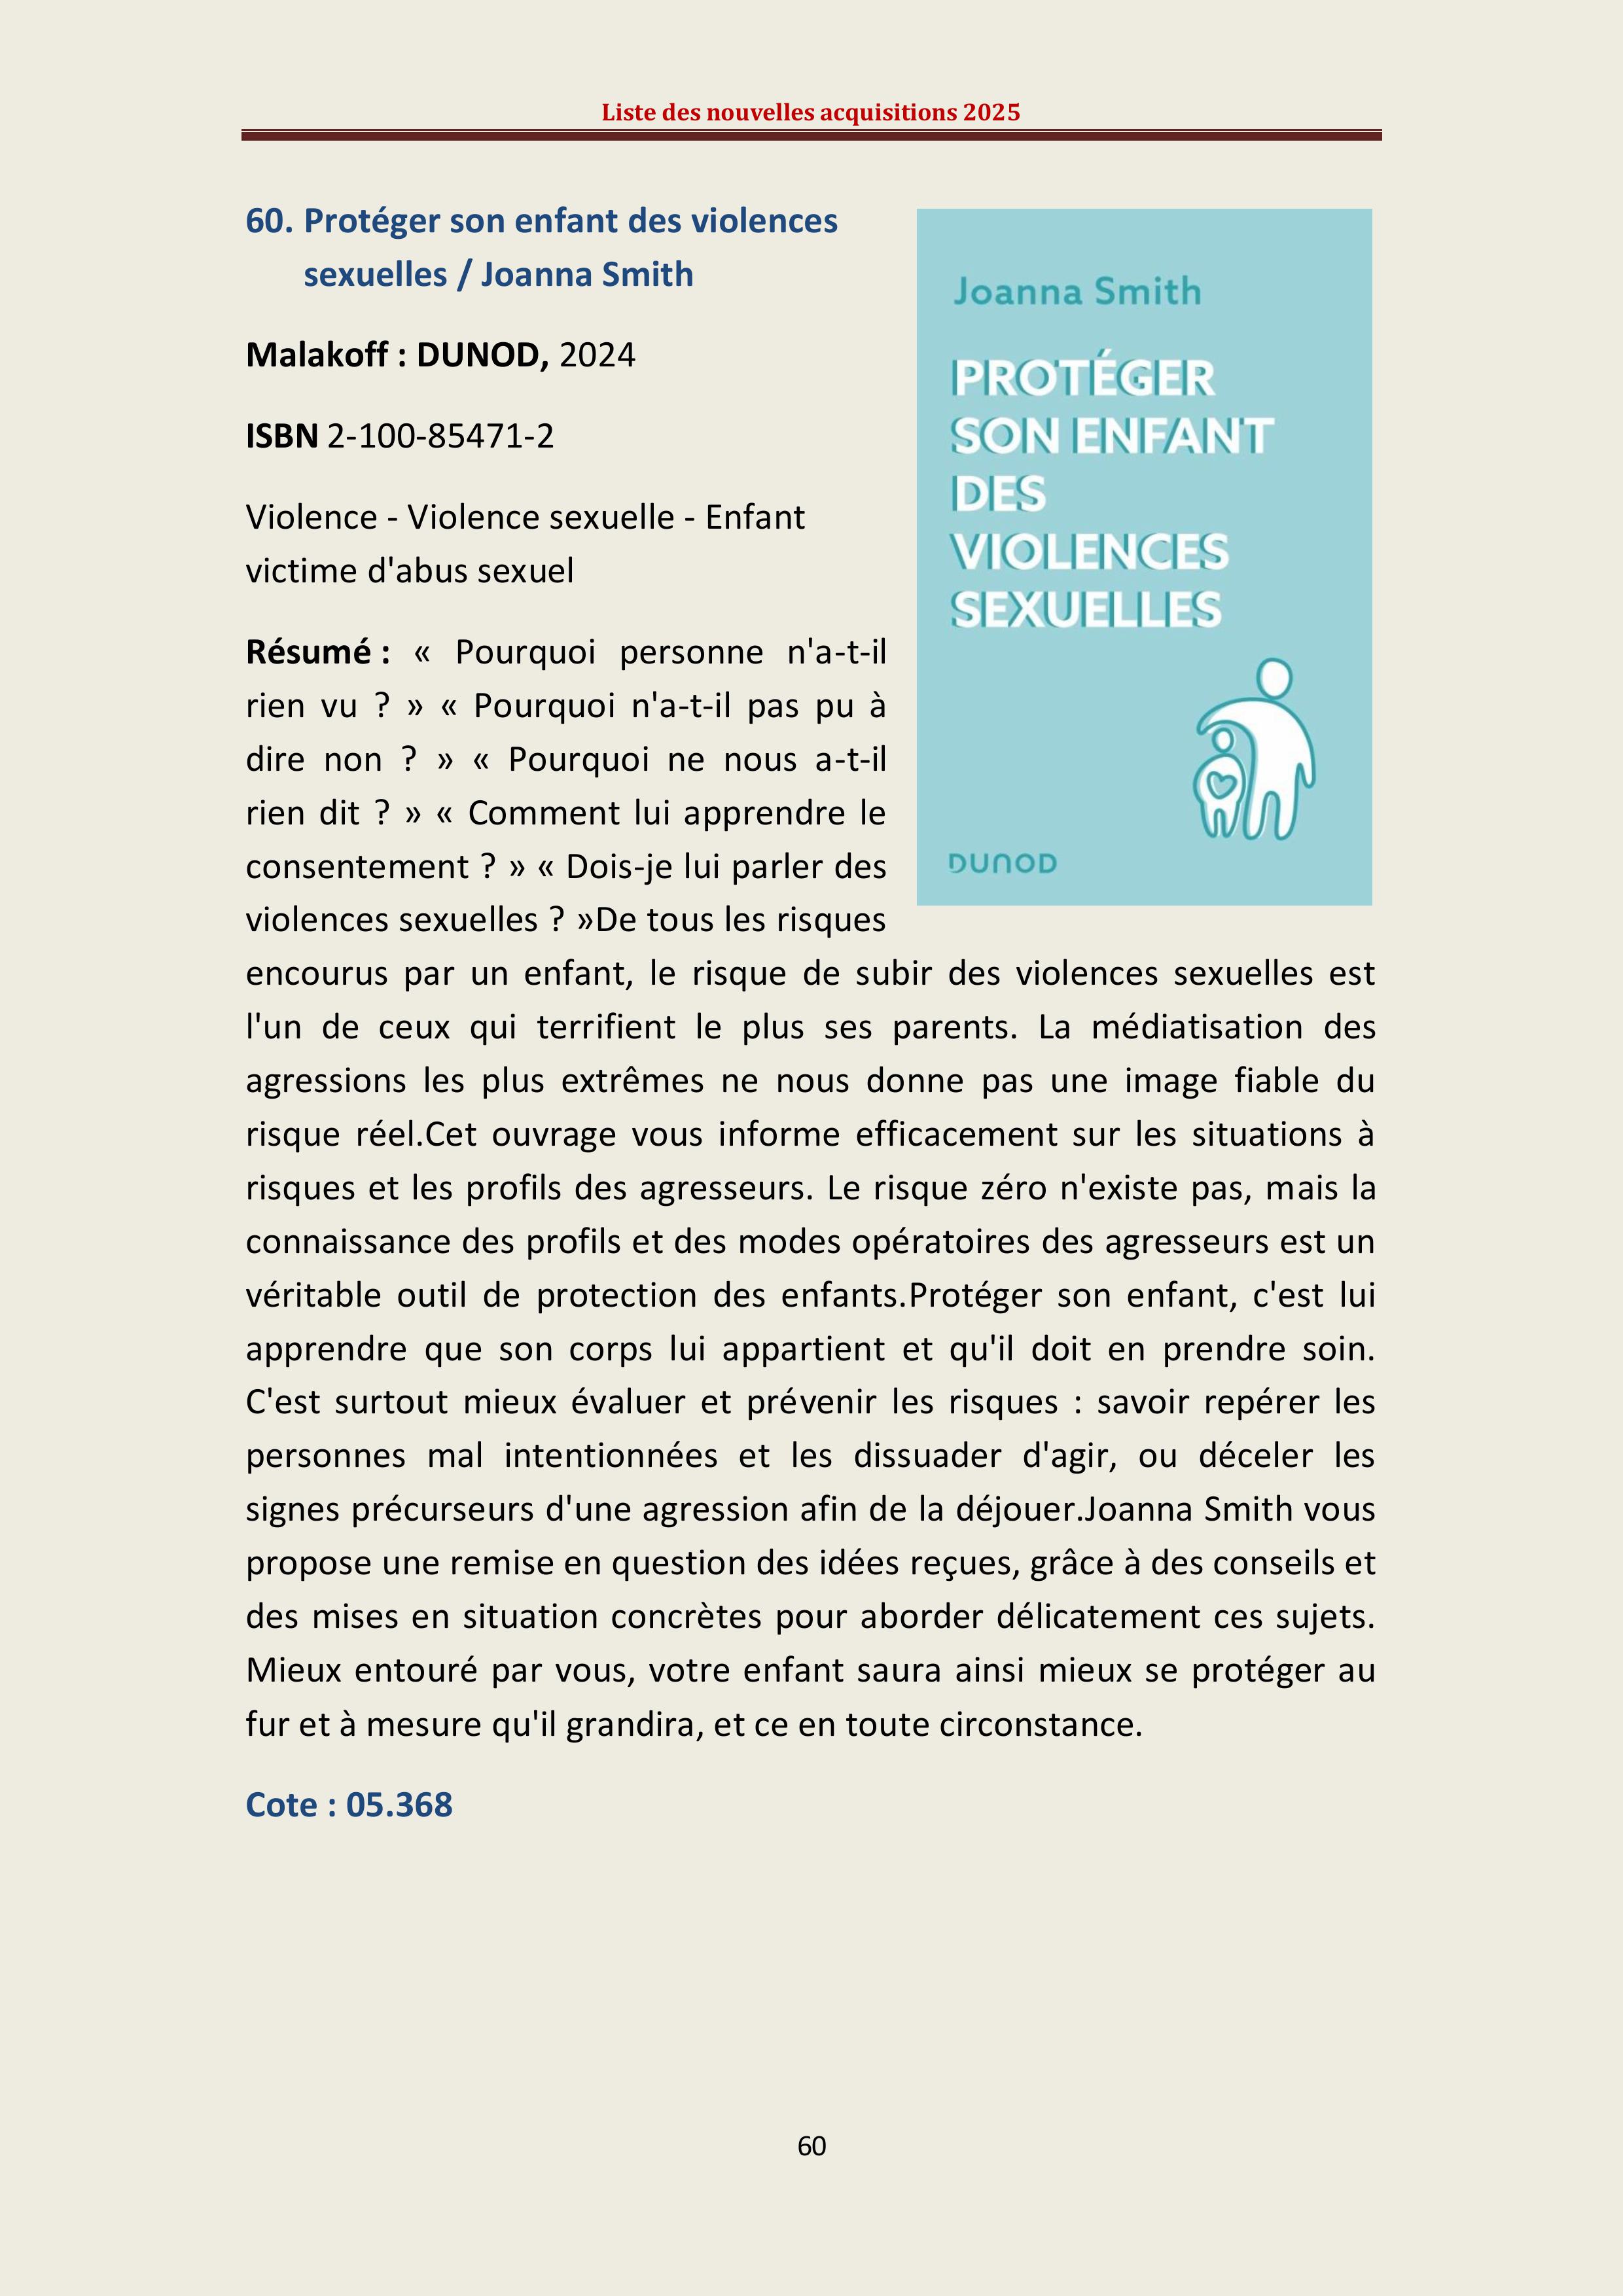 Liste des nouvelles acquisitions 2025
60. Protéger son enfant des violences
sexuelles / Joanna Smith
Malakoff : DUNOD, 2024
ISBN 2-100-85471-2
Violence - Violence sexuelle - Enfant
victime d'abus sexuel
Résumé : « Pourquoi personne n'a-t-il
rien vu ? » « Pourquoi n'a-t-il pas pu à
dire non ? » « Pourquoi ne nous a-t-il
rien dit ? » « Comment lui apprendre le
consentement ? » « Dois-je lui parler des
violences sexuelles ? »De tous les risques
encourus par un enfant, le risque de subir des violences sexuelles est
l'un de ceux qui terrifient le plus ses parents. La médiatisation des
agressions les plus extrêmes ne nous donne pas une image fiable du
risque réel.Cet ouvrage vous informe efficacement sur les situations à
risques et les profils des agresseurs. Le risque zéro n'existe pas, mais la
connaissance des profils et des modes opératoires des agresseurs est un
véritable outil de protection des enfants.Protéger son enfant, c'est lui
apprendre que son corps lui appartient et qu'il doit en prendre soin.
C'est surtout mieux évaluer et prévenir les risques : savoir repérer les
personnes mal intentionnées et les dissuader d'agir, ou déceler les
signes précurseurs d'une agression afin de la déjouer.Joanna Smith vous
propose une remise en question des idées reçues, grâce à des conseils et
des mises en situation concrètes pour aborder délicatement ces sujets.
Mieux entouré par vous, votre enfant saura ainsi mieux se protéger au
fur et à mesure qu'il grandira, et ce en toute circonstance.
Cote : 05.368
Joanna Smith
PROTÉGER
SON ENFANT
DES
VIOLENCES
SEXUELLES
DUNOD
60